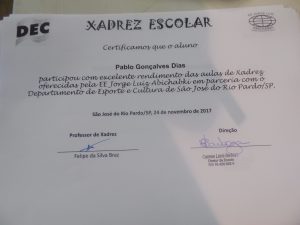 DEC
XADREZ ESCOLAR
Certificamos que o aluno
Pablo Gonçalves Dias
participou com excelente rendimento das aulas de Xadrez
oferecidas pela EE Jorge Luiz Abichabki em parceria com o
Departamento de Esporte e Cultura de São José do Rio Pardo/SP.
São José do Rio Pardo/SP, 24 de novembro de 2017
Professor de Xadrez
Direção
Felipe da Silva Braz